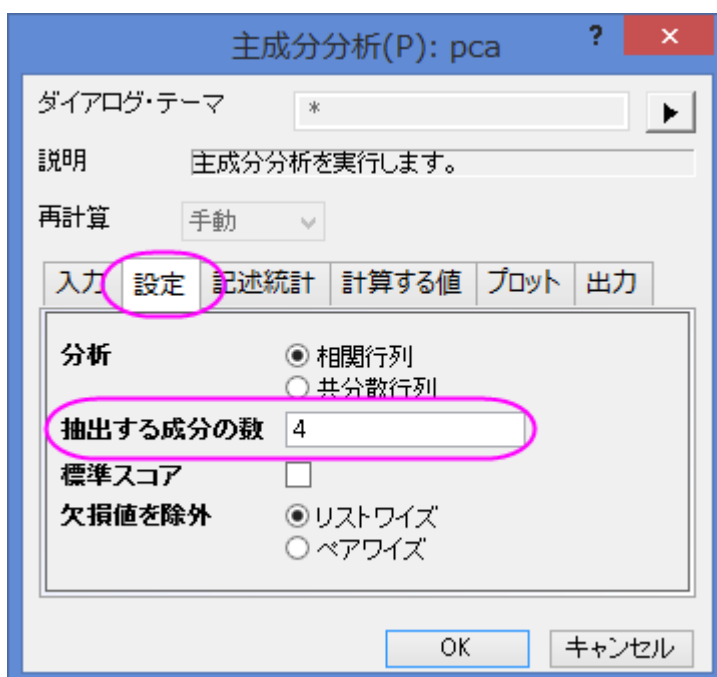 主成分分析(P): pca ? ×
ダイアログ・テーマ *
説明 主成分分析を実行します。
再計算 手動
入力 設定 記述統計 計算する値 プロット 出力
分析 相関行列
共分散行列
抽出する成分の数 4
標準スコア
欠損値を除外 リストワイズ
ペアワイズ
OK キャンセル